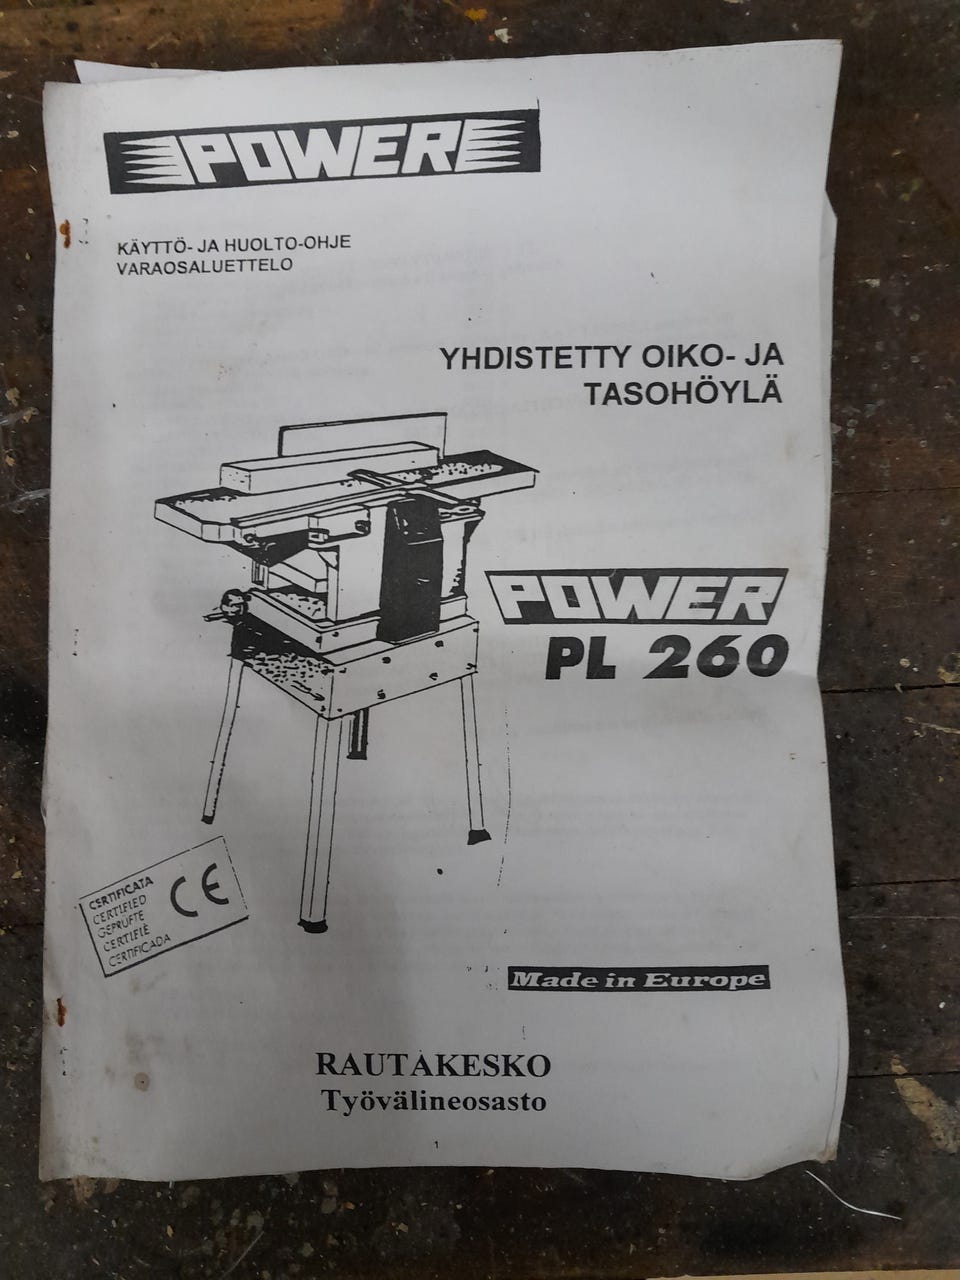 POWER
KÄYTTÖ- JA HUOLTO-OHJE
VARAOSALUETTELO
YHDISTETTY OIKO- JA
TASOHÖYLÄ
POWER
PL 260
CERTIFICATA
CERTIFIED
GEPRÜFTE
CERTIFIÉ
CERTIFICADA
CE
Made in Europe
RAUTAKESKO
Työvälineosasto
1